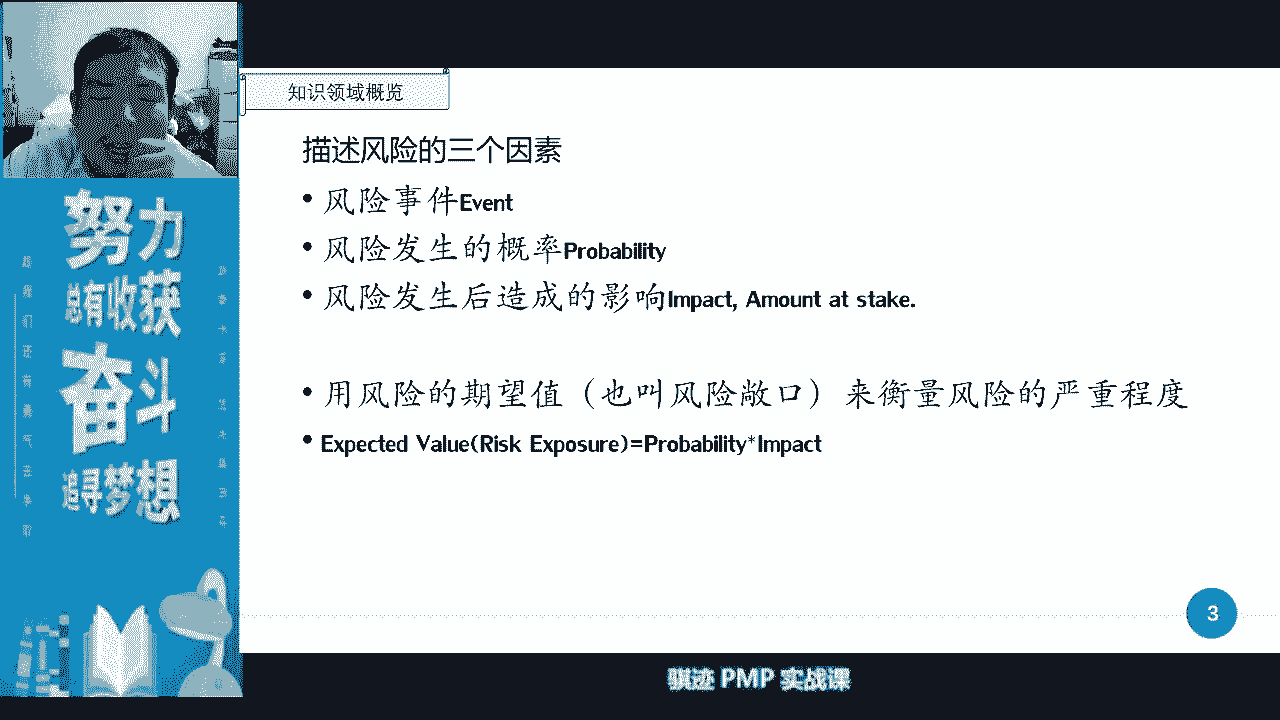 知识领域概览
描述风险的三个因素
• 风险事件Event
• 风险发生的概率Probability
• 风险发生后造成的影响Impact, Amount at stake.
• 用风险的期望值（也叫风险敞口）来衡量风险的严重程度
• Expected Value(Risk Exposure)=Probability*Impact
3
努力
总有收获
奋斗
追寻梦想
骐迹 PMP 实战课